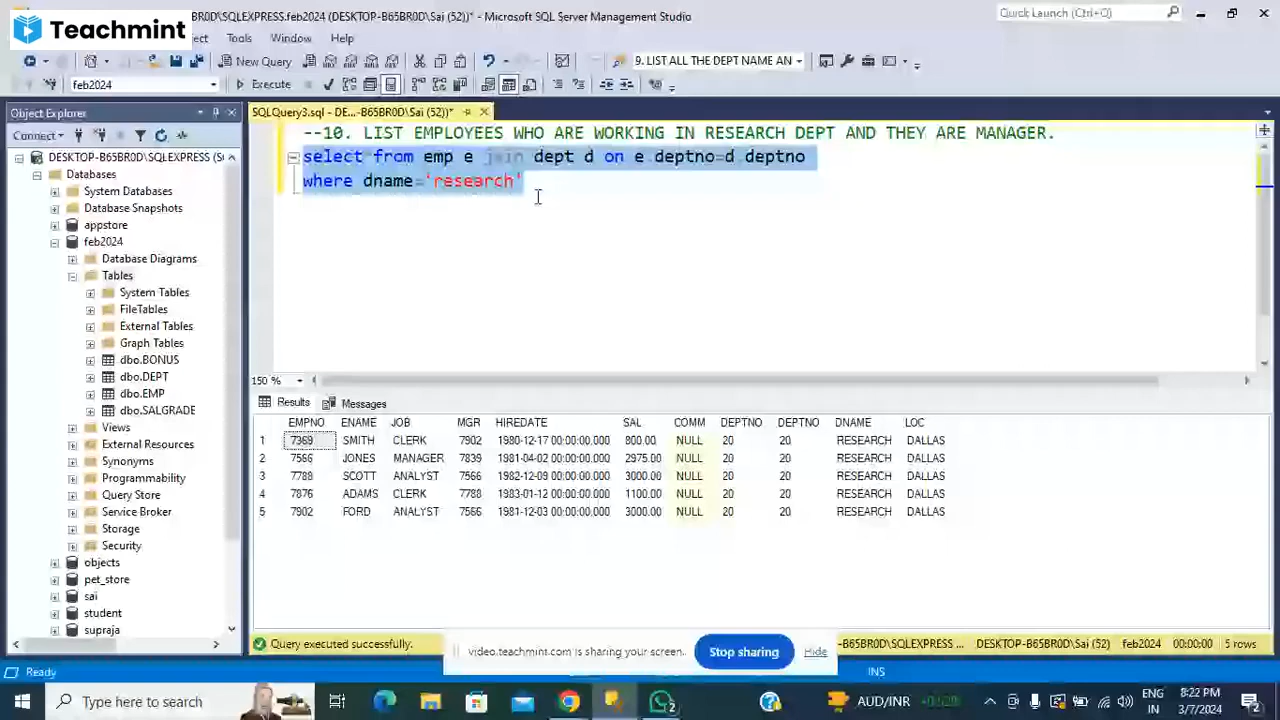 Teachmint
\SQLEXPRESS.feb2024 (DESKTOP-B65BR0D\Sai (52))* - Microsoft SQL Server Management Studio
Quick Launch (Ctrl+Q)
Tools Window Help
New Query
9. LIST ALL THE DEPT NAME AN
feb2024
Execute
Object Explorer
SQLQuery3.sql - DE...-B65BR0D\Sai (52))*
Connect
DESKTOP-B65BR0D\SQLEXPRESS
Databases
System Databases
Database Snapshots
appstore
feb2024
Database Diagrams
Tables
System Tables
FileTables
External Tables
Graph Tables
dbo.BONUS
dbo.DEPT
dbo.EMP
dbo.SALGRADE
Views
External Resources
Synonyms
Programmability
Query Store
Service Broker
Storage
Security
objects
pet_store
sai
student
supraja
--10. LIST EMPLOYEES WHO ARE WORKING IN RESEARCH DEPT AND THEY ARE MANAGER.
select from emp e join dept d on e.deptno=d.deptno
where dname='research'
150 %
Results Messages
EMPNO ENAME JOB MGR HIREDATE SAL COMM DEPTNO DEPTNO DNAME LOC
1 7369 SMITH CLERK 7902 1980-12-17 00:00:00.000 800.00 NULL 20 20 RESEARCH DALLAS
2 7566 JONES MANAGER 7839 1981-04-02 00:00:00.000 2975.00 NULL 20 20 RESEARCH DALLAS
3 7788 SCOTT ANALYST 7566 1982-12-09 00:00:00.000 3000.00 NULL 20 20 RESEARCH DALLAS
4 7876 ADAMS CLERK 7788 1983-01-12 00:00:00.000 1100.00 NULL 20 20 RESEARCH DALLAS
5 7902 FORD ANALYST 7566 1981-12-03 00:00:00.000 3000.00 NULL 20 20 RESEARCH DALLAS
Query executed successfully.
-B65BR0D\SQLEXPRESS ... DESKTOP-B65BR0D\Sai (52) feb2024 00:00:00 5 rows
video.teachmint.com is sharing your screen. Stop sharing Hide
Ready
INS
Type here to search
2
AUD/INR
ENG
IN
8:22 PM
3/7/2024